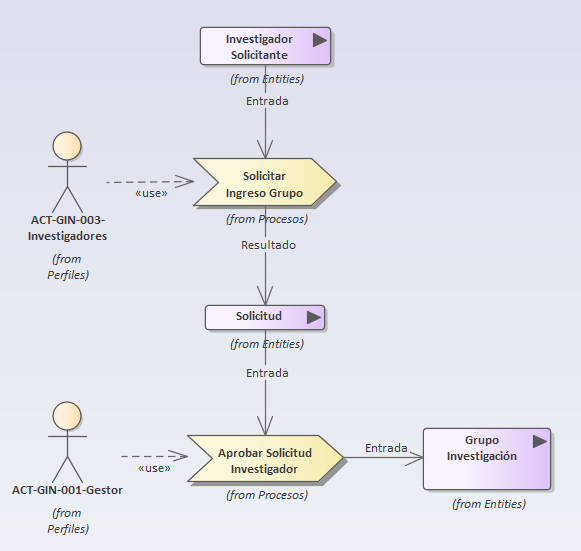 Investigador
Solicitante
(from Entities)
Entrada
Solicitar
Ingreso Grupo
«use»
ACT-GIN-003-
Investigadores
(from Procesos)
(from
Perfiles)
Resultado
Solicitud
(from Entities)
Entrada
Grupo
Investigación
Entrada
Aprobar Solicitud
Investigador
«use»
ACT-GIN-001-Gestor
(from Procesos)
(from Entities)
(from
Perfiles)